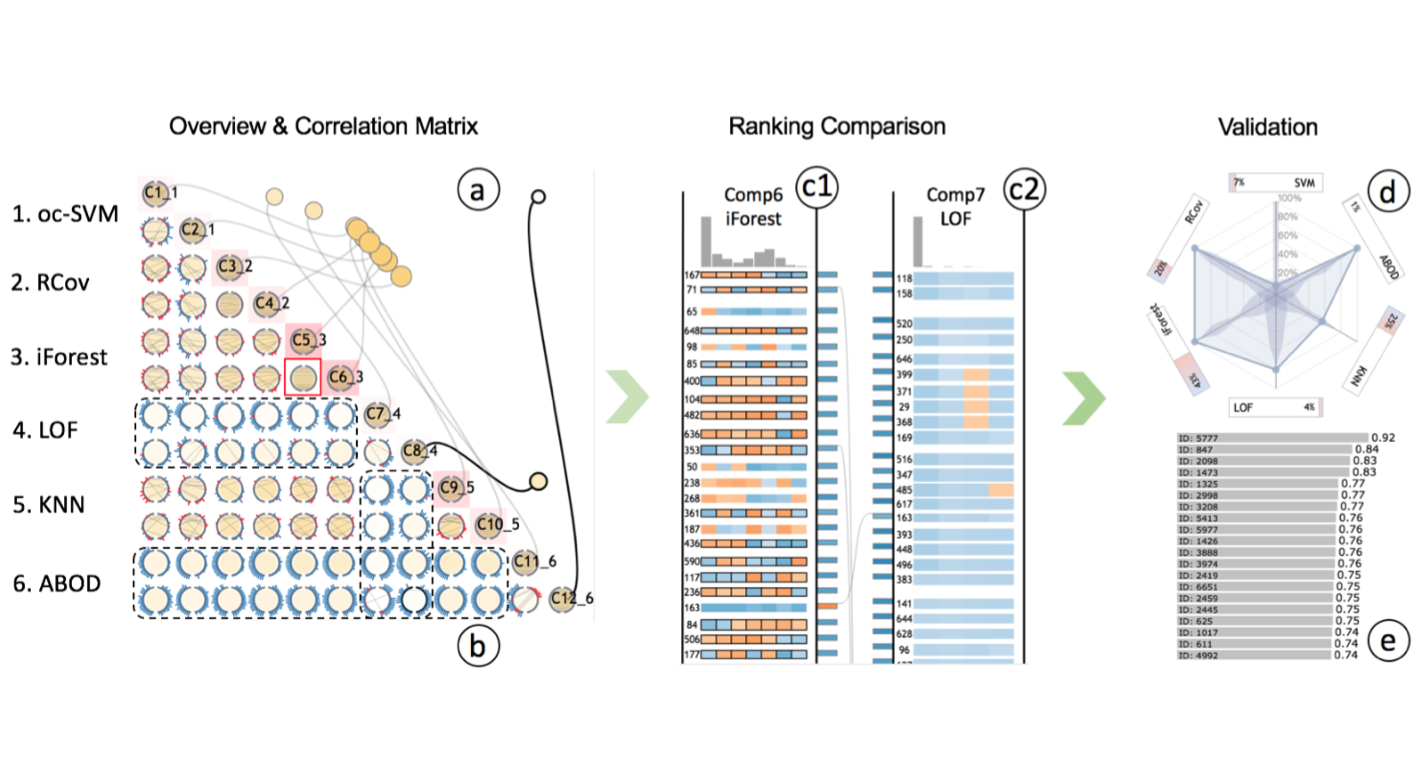 Overview & Correlation Matrix
Ranking Comparison
Validation
a
1. oc-SVM
2. RCov
3. iForest
4. LOF
5. KNN
6. ABOD
C1_1
C2_1
C3_2
C4_2
C5_3
C6_3
C7_4
C8_4
C9_5
C10_5
C11_6
C12_6
b
Comp6
iForest
c1
167
71
65
648
98
85
400
104
482
636
353
50
238
268
361
187
436
590
117
236
163
84
506
177
Comp7
LOF
c2
118
158
520
250
646
399
371
29
368
169
516
347
485
617
163
393
448
496
383
141
644
628
96
d
7% SVM
1% ABOD
25% KNN
LOF 4%
iForest 43%
RCov 20%
100%
80%
60%
40%
20%
ID: 5777 0.92
ID: 847 0.84
ID: 2098 0.83
ID: 1473 0.83
ID: 1325 0.77
ID: 2998 0.77
ID: 3208 0.77
ID: 5413 0.76
ID: 5977 0.76
ID: 1426 0.76
ID: 3888 0.76
ID: 3974 0.76
ID: 2419 0.75
ID: 6651 0.75
ID: 2459 0.75
ID: 2445 0.75
ID: 625 0.75
ID: 1017 0.74
ID: 611 0.74
ID: 4992 0.74
e